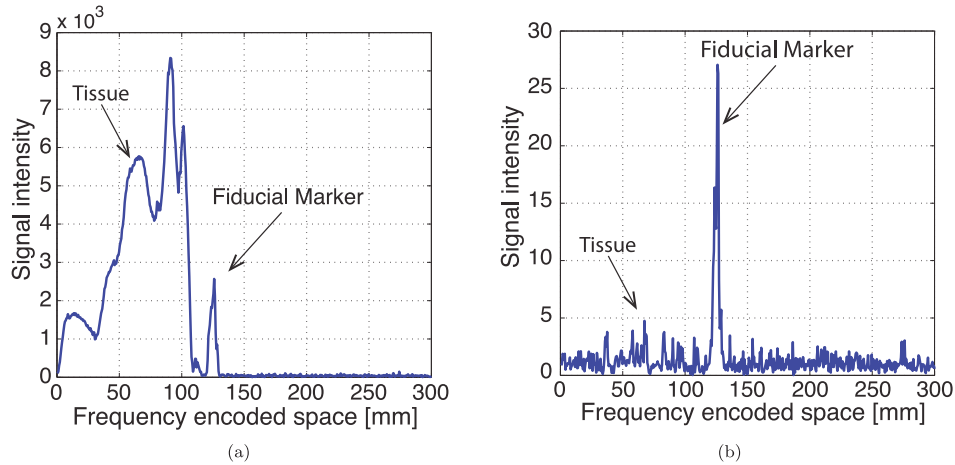 x 10³
9
8
7
6
5
4
3
2
1
0
0 50 100 150 200 250 300
Signal intensity
Frequency encoded space [mm]
Tissue
Fiducial Marker
(a)
30
25
20
15
10
5
0
0 50 100 150 200 250 300
Signal intensity
Frequency encoded space [mm]
Fiducial Marker
Tissue
(b)